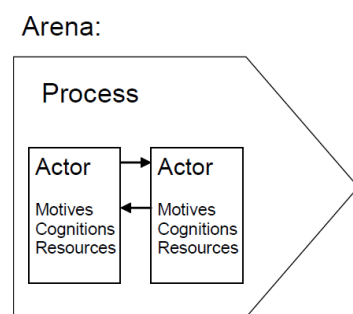 Arena:
Process
Actor
Motives
Cognitions
Resources
Actor
Motives
Cognitions
Resources